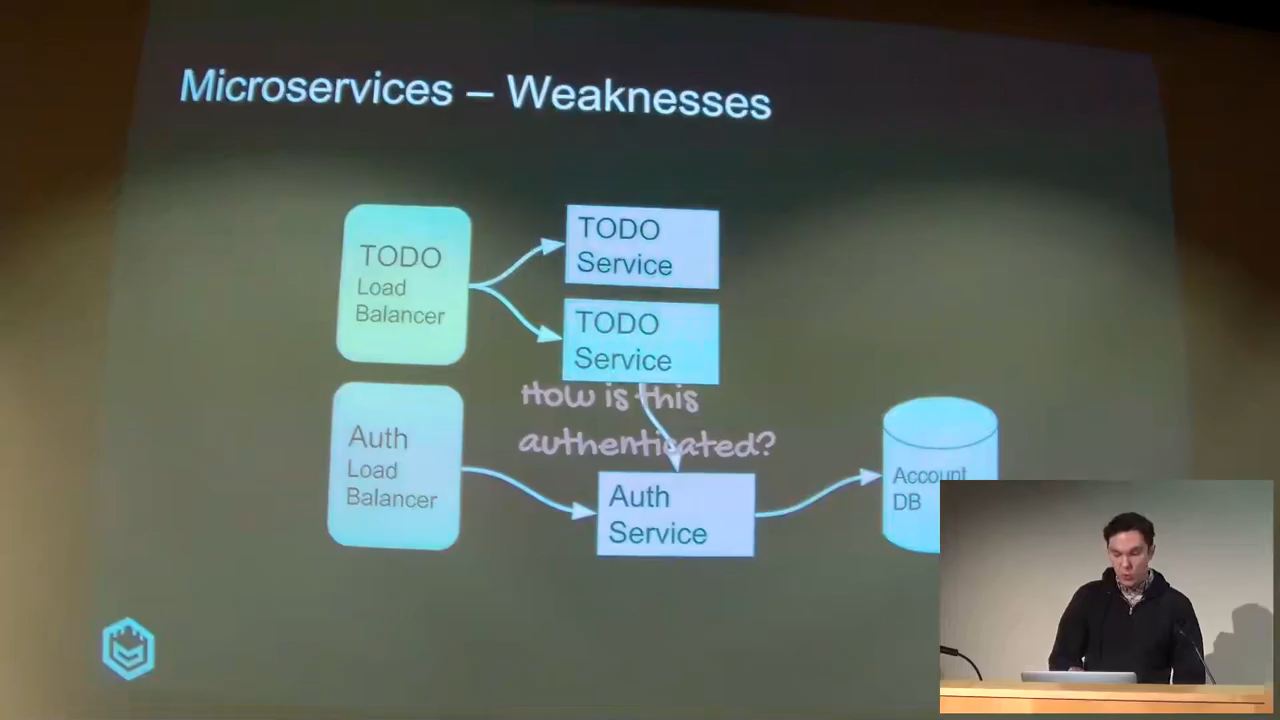 Microservices – Weaknesses
TODO
Load
Balancer
TODO
Service
TODO
Service
How is this
authenticated?
Auth
Load
Balancer
Auth
Service
Account
DB